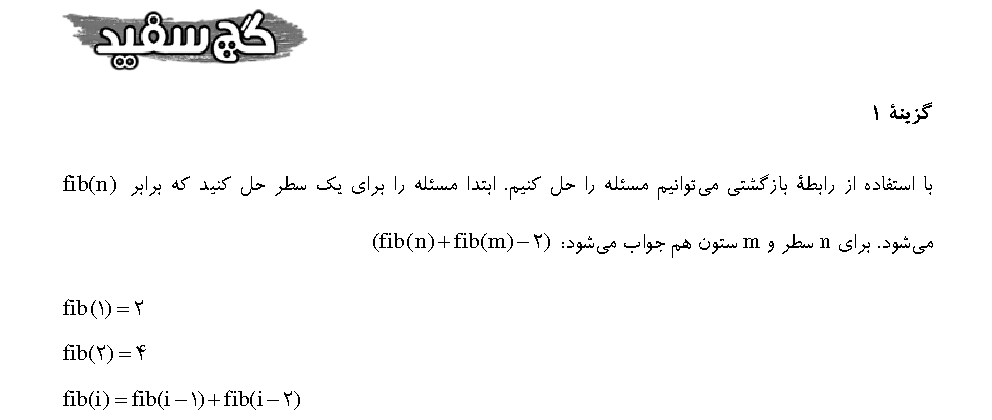 گچ سفید
گزینهٔ ۱
با استفاده از رابطهٔ بازگشتی می‌توانیم مسئله را حل کنیم. ابتدا مسئله را برای یک سطر حل کنید که برابر fib(n)
می‌شود. برای n سطر و m ستون هم جواب می‌شود: (fib(n)+fib(m)−۲)
fib(۱)=۲
fib(۲)=۴
fib(i)=fib(i−۱)+fib(i−۲)